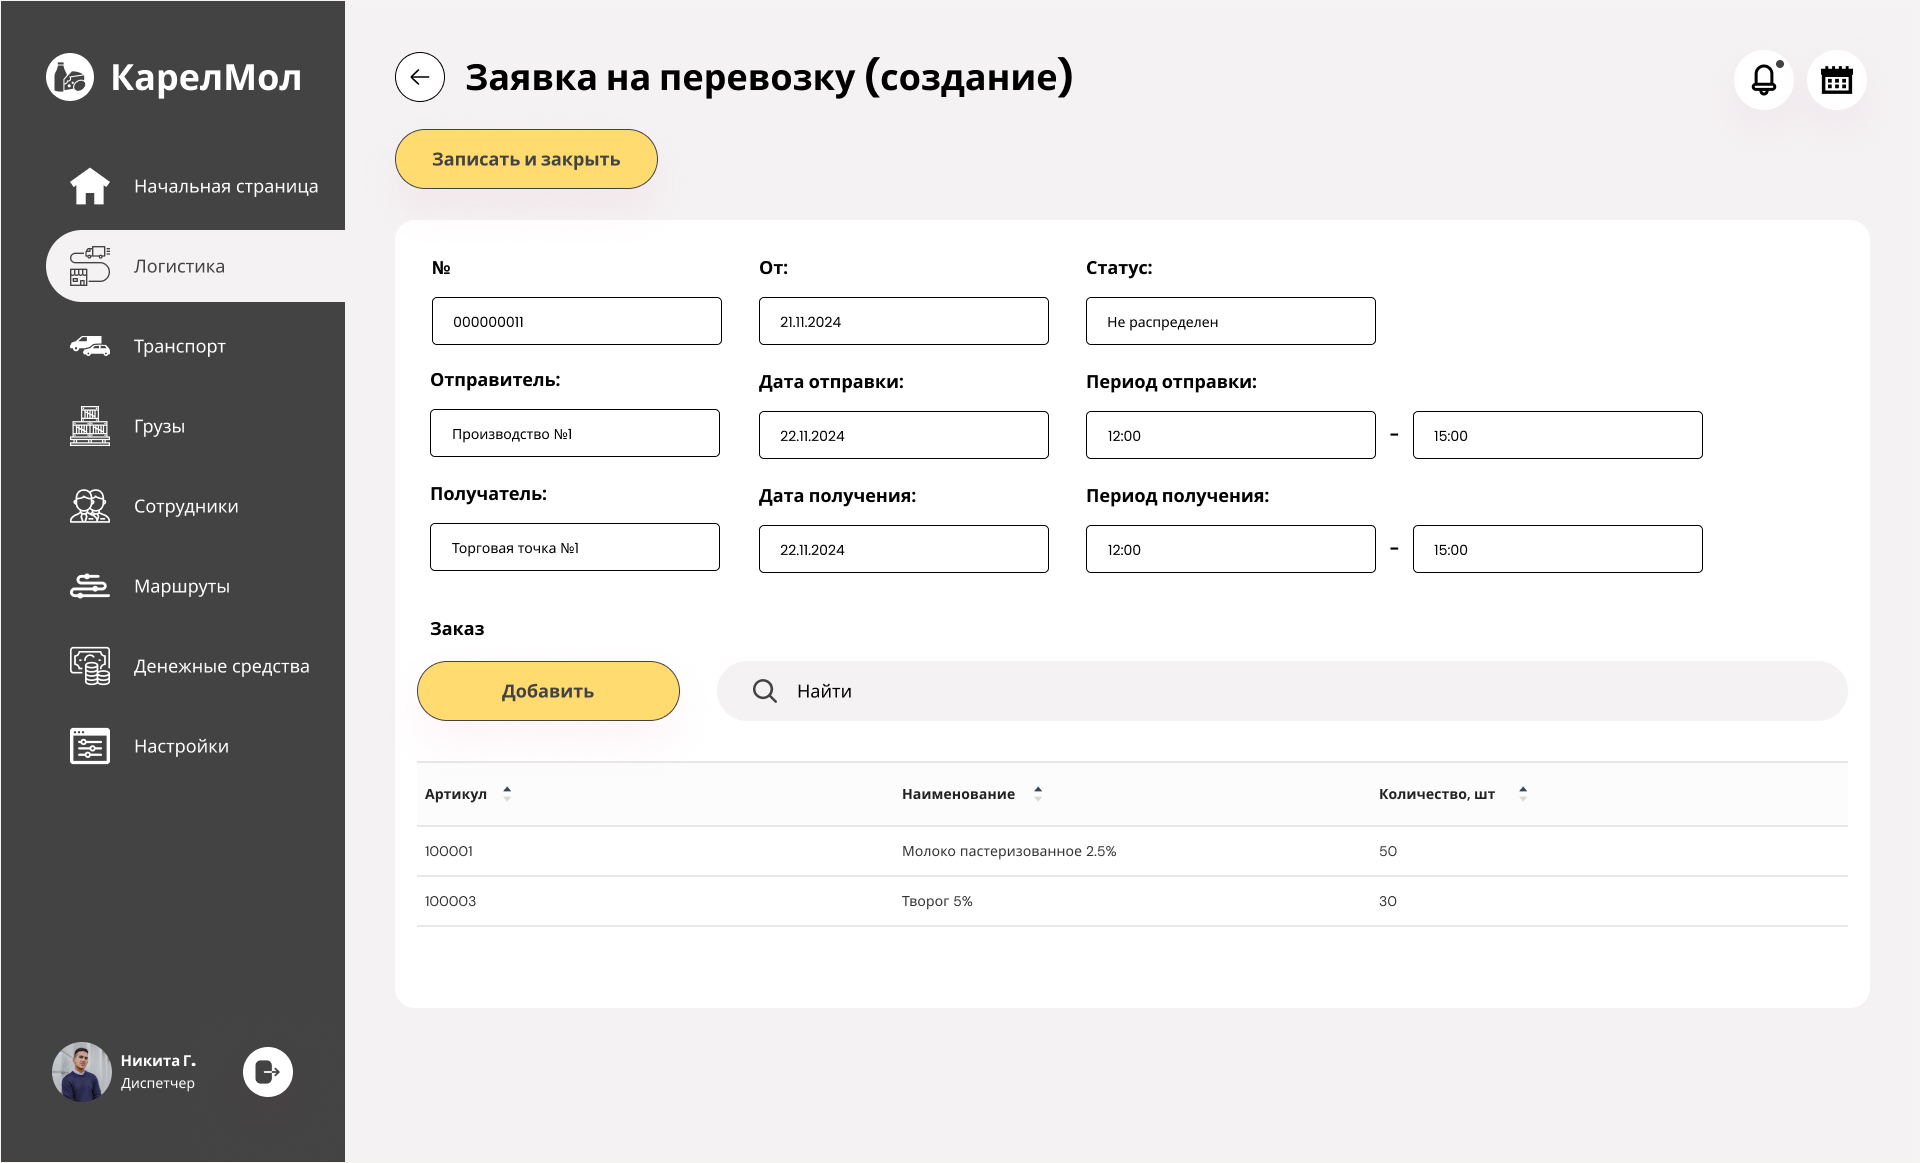 КарелМол
Начальная страница
Логистика
Транспорт
Грузы
Сотрудники
Маршруты
Денежные средства
Настройки
Никита Г.
Диспетчер
Заявка на перевозку (создание)
Записать и закрыть
№ От: Статус:
000000011 21.11.2024 Не распределен
Отправитель: Дата отправки: Период отправки:
Производство №1 22.11.2024 12:00 - 15:00
Получатель: Дата получения: Период получения:
Торговая точка №1 22.11.2024 12:00 - 15:00
Заказ
Добавить Найти
Артикул Наименование Количество, шт
100001 Молоко пастеризованное 2.5% 50
100003 Творог 5% 30